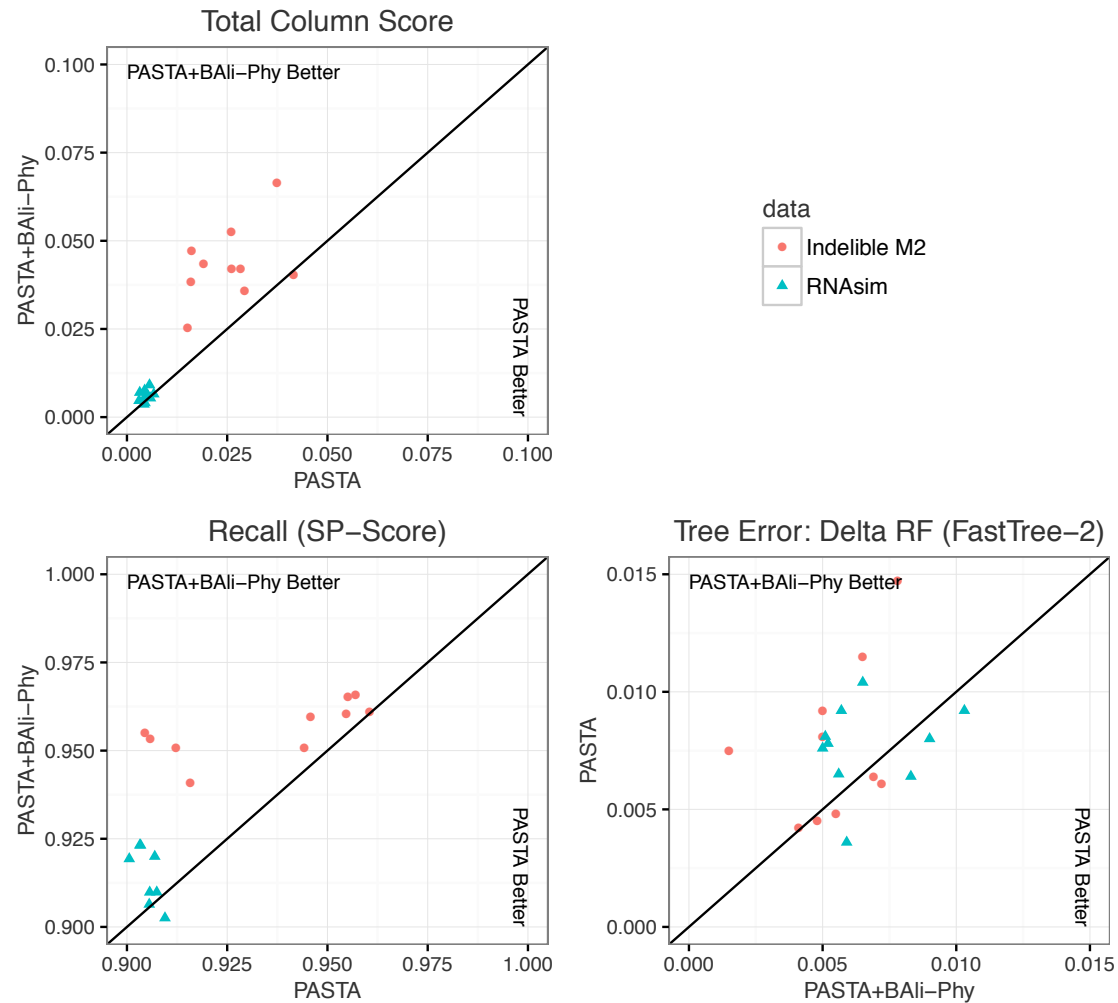 Total Column Score
PASTA+BAli−Phy Better
0.100
0.075
0.050
0.025
0.000
PASTA+BAli−Phy
PASTA Better
0.000 0.025 0.050 0.075 0.100
PASTA
data
Indelible M2
RNAsim
Recall (SP−Score)
PASTA+BAli−Phy Better
1.000
0.975
0.950
0.925
0.900
PASTA+BAli−Phy
PASTA Better
0.900 0.925 0.950 0.975 1.000
PASTA
Tree Error: Delta RF (FastTree−2)
PASTA+BAli−Phy Better
0.015
0.010
0.005
0.000
PASTA
PASTA Better
0.000 0.005 0.010 0.015
PASTA+BAli−Phy